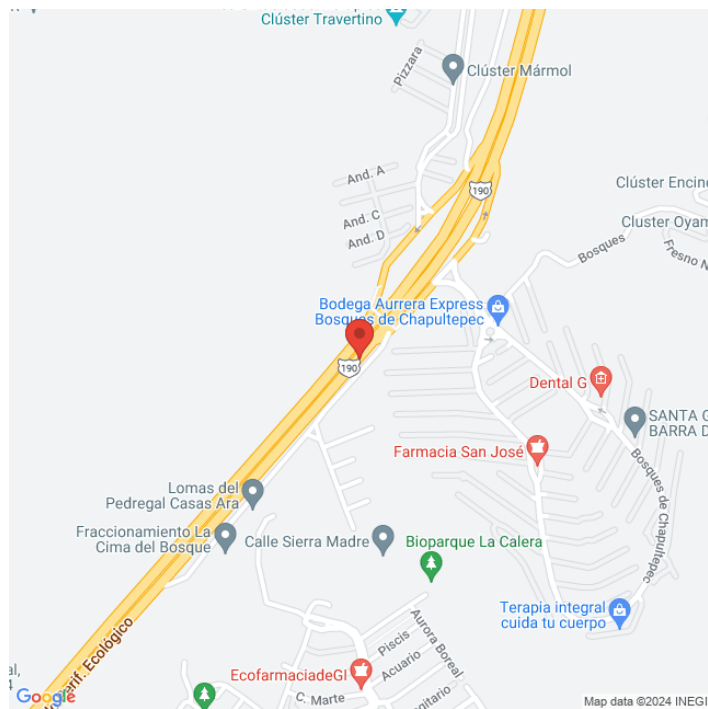 Clúster Travertino
Pizzara
Clúster Mármol
And. A
190
Clúster Encine
And. C
Cluster Oyam
And. D
Bosques
Fresno N
Bodega Aurrera Express
Bosques de Chapultepec
190
Dental G
SANTA G
BARRA D
Farmacia San José
Bosques de Chapultepec
Lomas del
Pedregal Casas Ara
Fraccionamiento La
Cima del Bosque
Calle Sierra Madre
Bioparque La Calera
Terapia integral
cuida tu cuerpo
Aurora Boreal
Piscis
Perif. Ecológico
Acuario
EcofarmaciadeGI
C. Marte
Google
Map data ©2024 INEGI